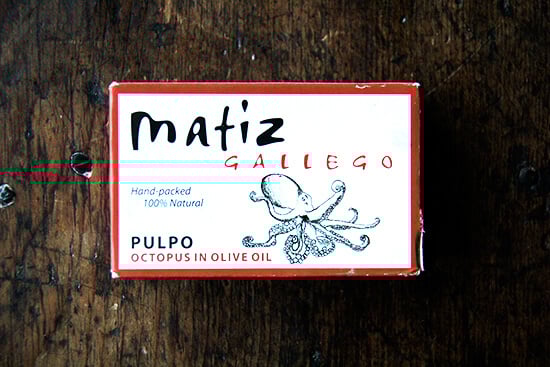 matiz
GALLEGO
Hand-packed
100% Natural
PULPO
OCTOPUS IN OLIVE OIL